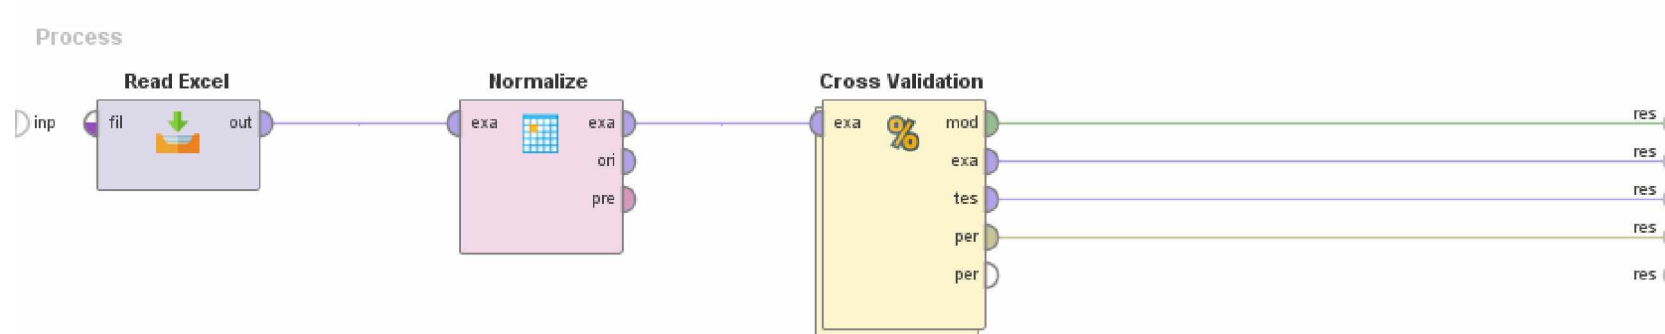 Process
Read Excel
Normalize
Cross Validation
inp
fil
out
exa
exa
exa
mod
res
ori
exa
res
pre
tes
res
per
res
per
res